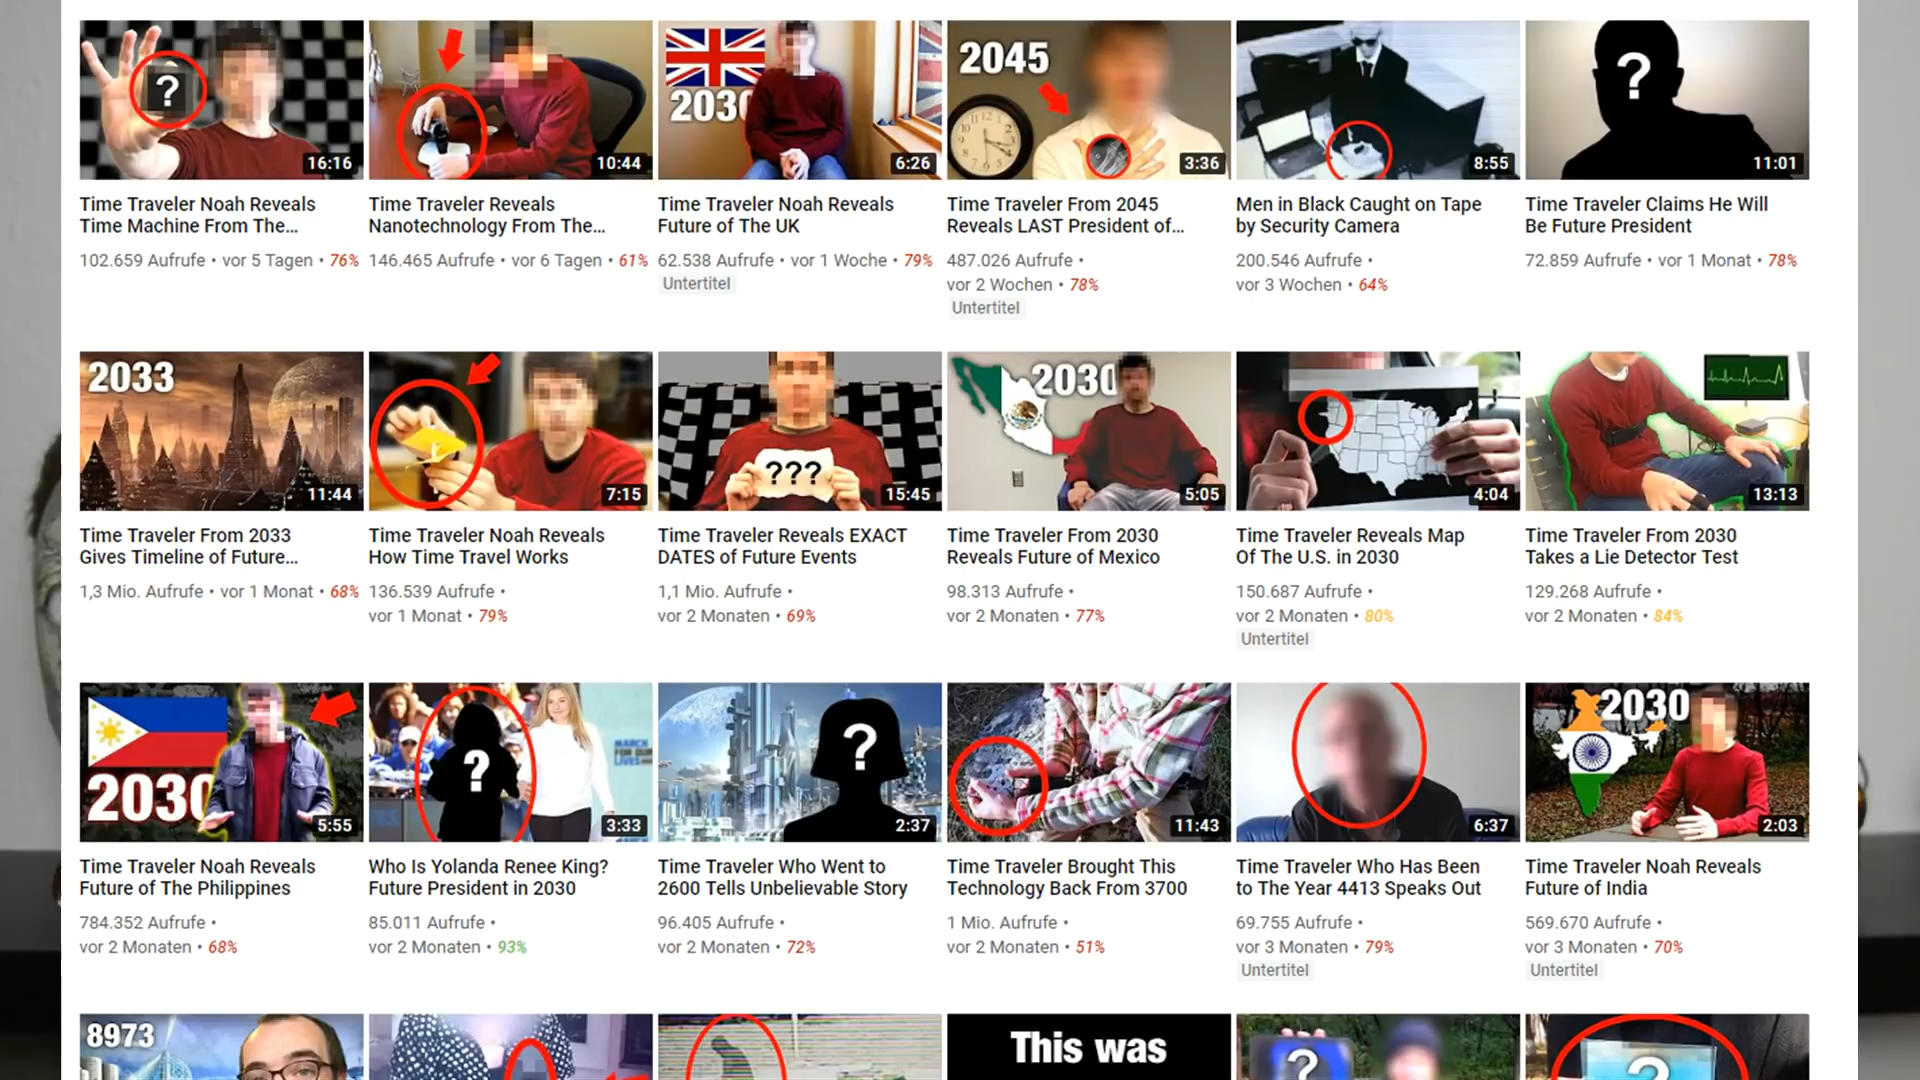 ?
16:16
Time Traveler Noah Reveals
Time Machine From The...
102.659 Aufrufe • vor 5 Tagen • 76%
10:44
Time Traveler Reveals
Nanotechnology From The...
146.465 Aufrufe • vor 6 Tagen • 61%
2030
6:26
Time Traveler Noah Reveals
Future of The UK
62.538 Aufrufe • vor 1 Woche • 79%
Untertitel
2045
3:36
Time Traveler From 2045
Reveals LAST President of...
487.026 Aufrufe •
vor 2 Wochen • 78%
Untertitel
8:55
Men in Black Caught on Tape
by Security Camera
200.546 Aufrufe •
vor 3 Wochen • 64%
?
11:01
Time Traveler Claims He Will
Be Future President
72.859 Aufrufe • vor 1 Monat • 78%
2033
11:44
Time Traveler From 2033
Gives Timeline of Future...
1,3 Mio. Aufrufe • vor 1 Monat • 68%
7:15
Time Traveler Noah Reveals
How Time Travel Works
136.539 Aufrufe •
vor 1 Monat • 79%
???
15:45
Time Traveler Reveals EXACT
DATES of Future Events
1,1 Mio. Aufrufe •
vor 2 Monaten • 69%
2030
5:05
Time Traveler From 2030
Reveals Future of Mexico
98.313 Aufrufe •
vor 2 Monaten • 77%
4:04
Time Traveler Reveals Map
Of The U.S. in 2030
150.687 Aufrufe •
vor 2 Monaten • 80%
Untertitel
13:13
Time Traveler From 2030
Takes a Lie Detector Test
129.268 Aufrufe •
vor 2 Monaten • 84%
2030
5:55
Time Traveler Noah Reveals
Future of The Philippines
784.352 Aufrufe •
vor 2 Monaten • 68%
?
MARCH
FOR OUR
LIVES
3:33
Who Is Yolanda Renee King?
Future President in 2030
85.011 Aufrufe •
vor 2 Monaten • 93%
?
2:37
Time Traveler Who Went to
2600 Tells Unbelievable Story
96.405 Aufrufe •
vor 2 Monaten • 72%
11:43
Time Traveler Brought This
Technology Back From 3700
1 Mio. Aufrufe •
vor 2 Monaten • 51%
6:37
Time Traveler Who Has Been
to The Year 4413 Speaks Out
69.755 Aufrufe •
vor 3 Monaten • 79%
Untertitel
2030
2:03
Time Traveler Noah Reveals
Future of India
569.670 Aufrufe •
vor 3 Monaten • 70%
Untertitel
8973
This was
?
?